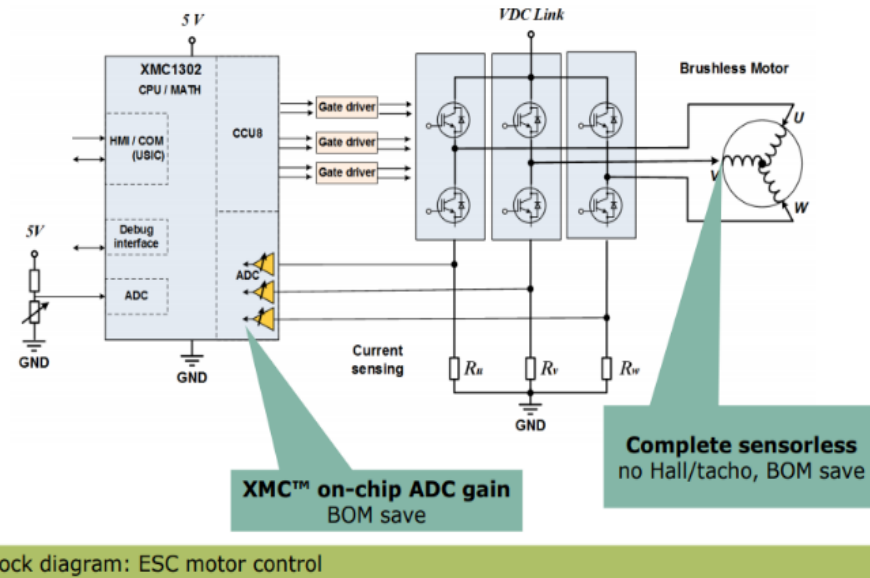 5 V
VDC Link
XMC1302
CPU / MATH
CCU8
HMI / COM
(USIC)
Debug
interface
ADC
ADC
5V
GND
GND
Gate driver
Gate driver
Gate driver
Brushless Motor
U
V
W
Current
sensing
Ru
Rv
Rw
GND
Complete sensorless
no Hall/tacho, BOM save
XMC™ on-chip ADC gain
BOM save
ock diagram: ESC motor control